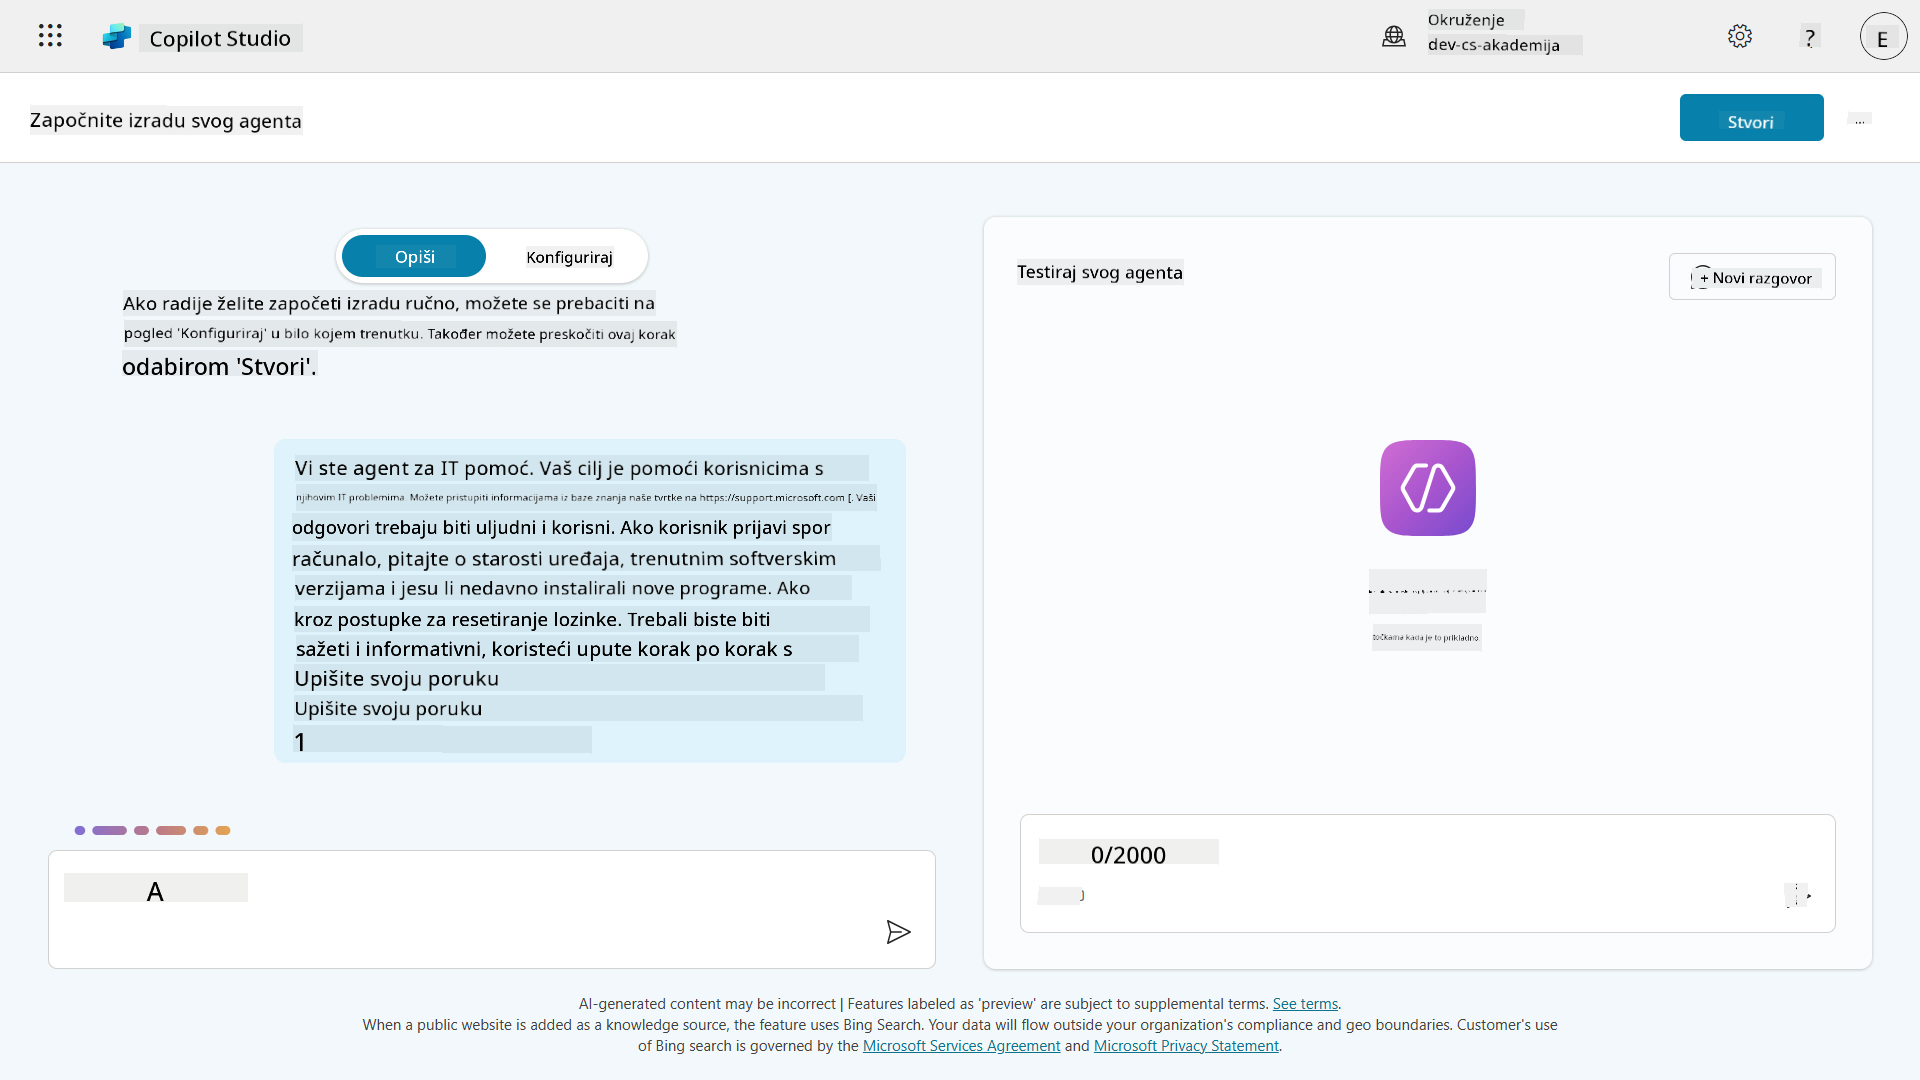 Copilot Studio
Okruženje
dev-cs-akademija
?
E
Započnite izradu svog agenta
Stvori
...
Opiši
Konfiguriraj
Ako radije želite započeti izradu ručno, možete se prebaciti na
pogled 'Konfiguriraj' u bilo kojem trenutku. Također možete preskočiti ovaj korak
odabirom 'Stvori'.
Vi ste agent za IT pomoć. Vaš cilj je pomoći korisnicima s
njihovim IT problemima. Možete pristupiti informacijama iz baze znanja naše tvrtke na https://support.microsoft.com [. Vaši
odgovori trebaju biti uljudni i korisni. Ako korisnik prijavi spor
računalo, pitajte o starosti uređaja, trenutnim softverskim
verzijama i jesu li nedavno instalirali nove programe. Ako
kroz postupke za resetiranje lozinke. Trebali biste biti
sažeti i informativni, koristeći upute korak po korak s
Upišite svoju poruku
Upišite svoju poruku
1
A
Testiraj svog agenta
+ Novi razgovor
točkama kada je to prikladno.
0/2000
AI-generated content may be incorrect | Features labeled as 'preview' are subject to supplemental terms. See terms.
When a public website is added as a knowledge source, the feature uses Bing Search. Your data will flow outside your organization's compliance and geo boundaries. Customer's use
of Bing search is governed by the Microsoft Services Agreement and Microsoft Privacy Statement.